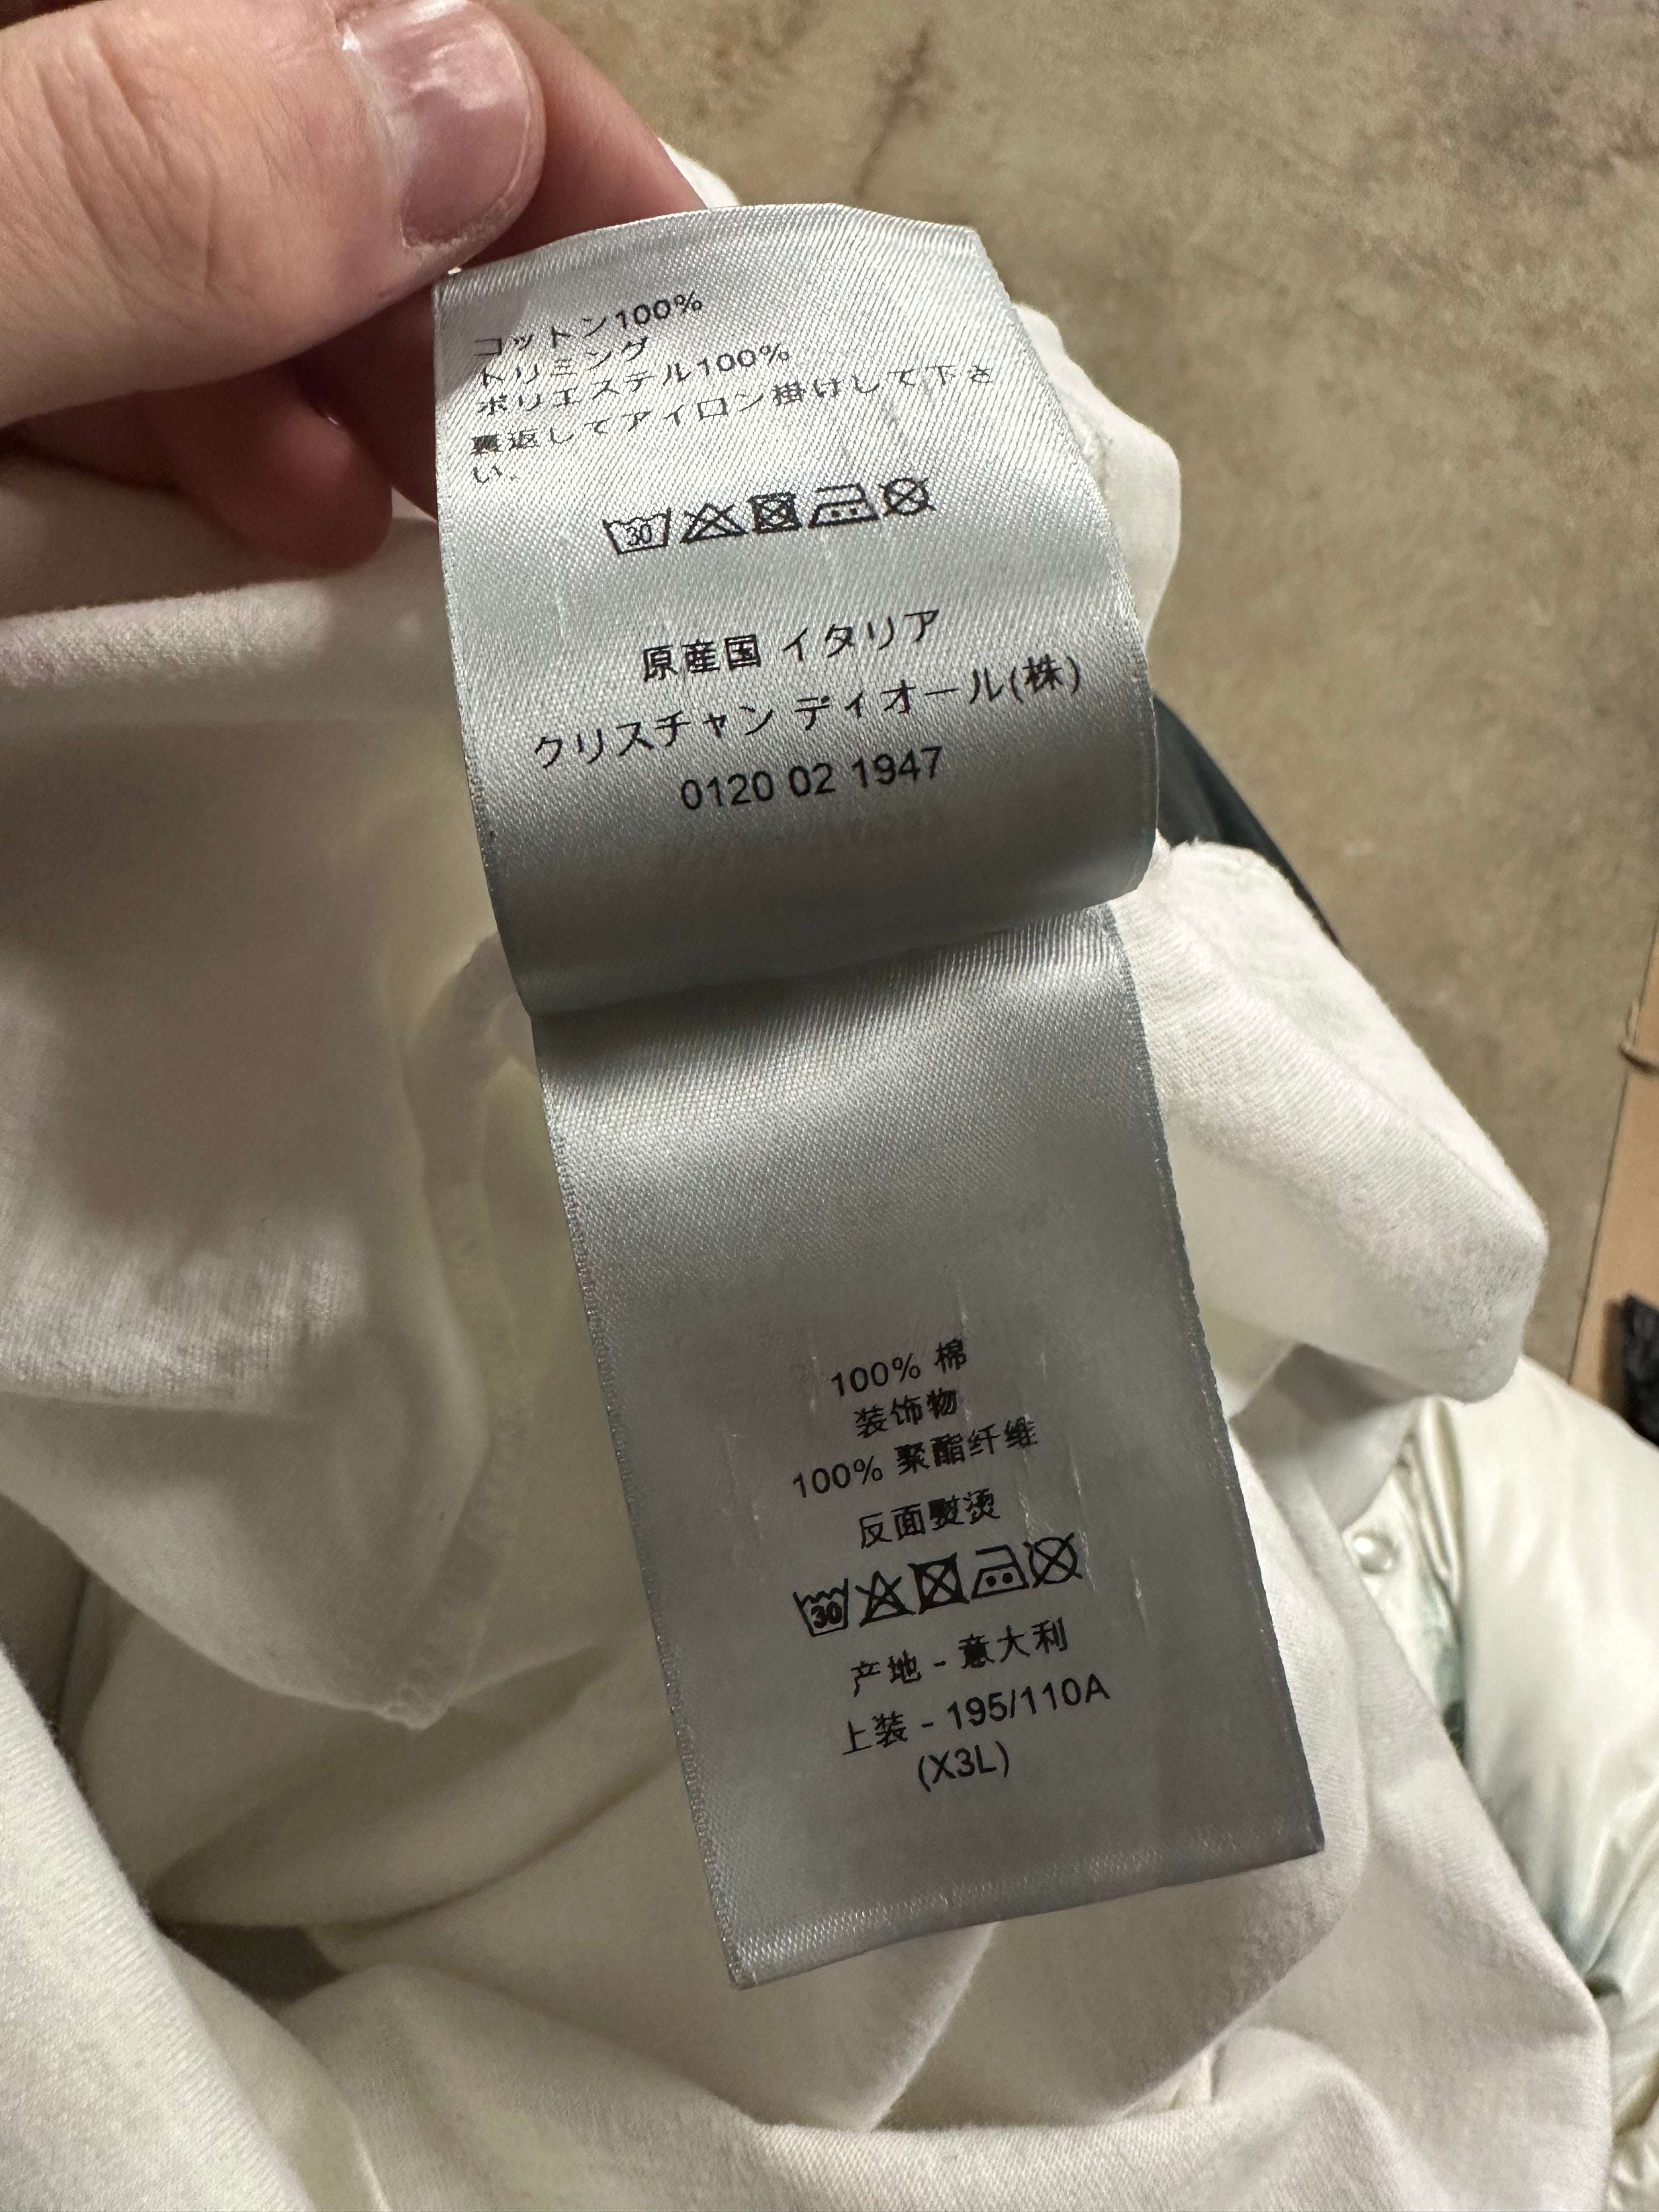 コットン100%
トリミング
ポリエステル100%
裏返してアイロン掛けして下さ
い.
30
原産国 イタリア
クリスチャン ディオール(株)
0120 02 1947
100% 棉
装饰物
100% 聚酯纤维
反面熨烫
30
产地 - 意大利
上装 - 195/110A
(X3L)